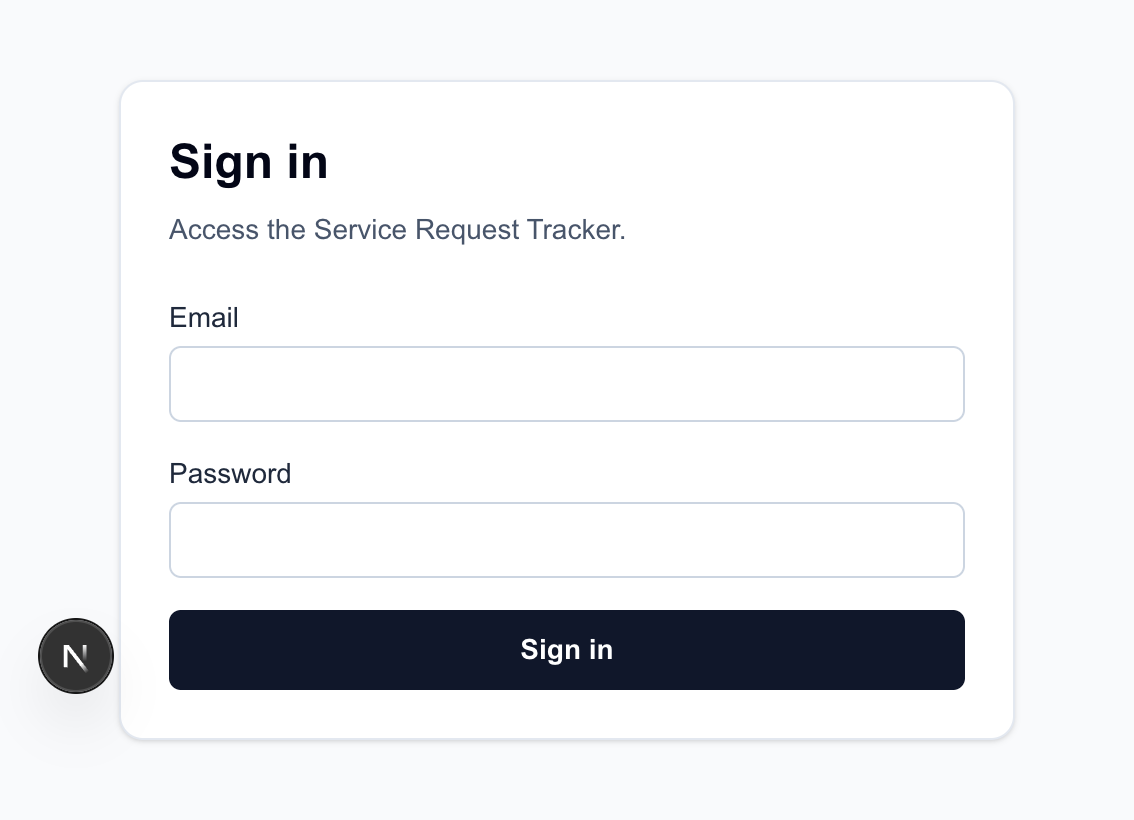 Sign in
Access the Service Request Tracker.
Email
Password
Sign in
N